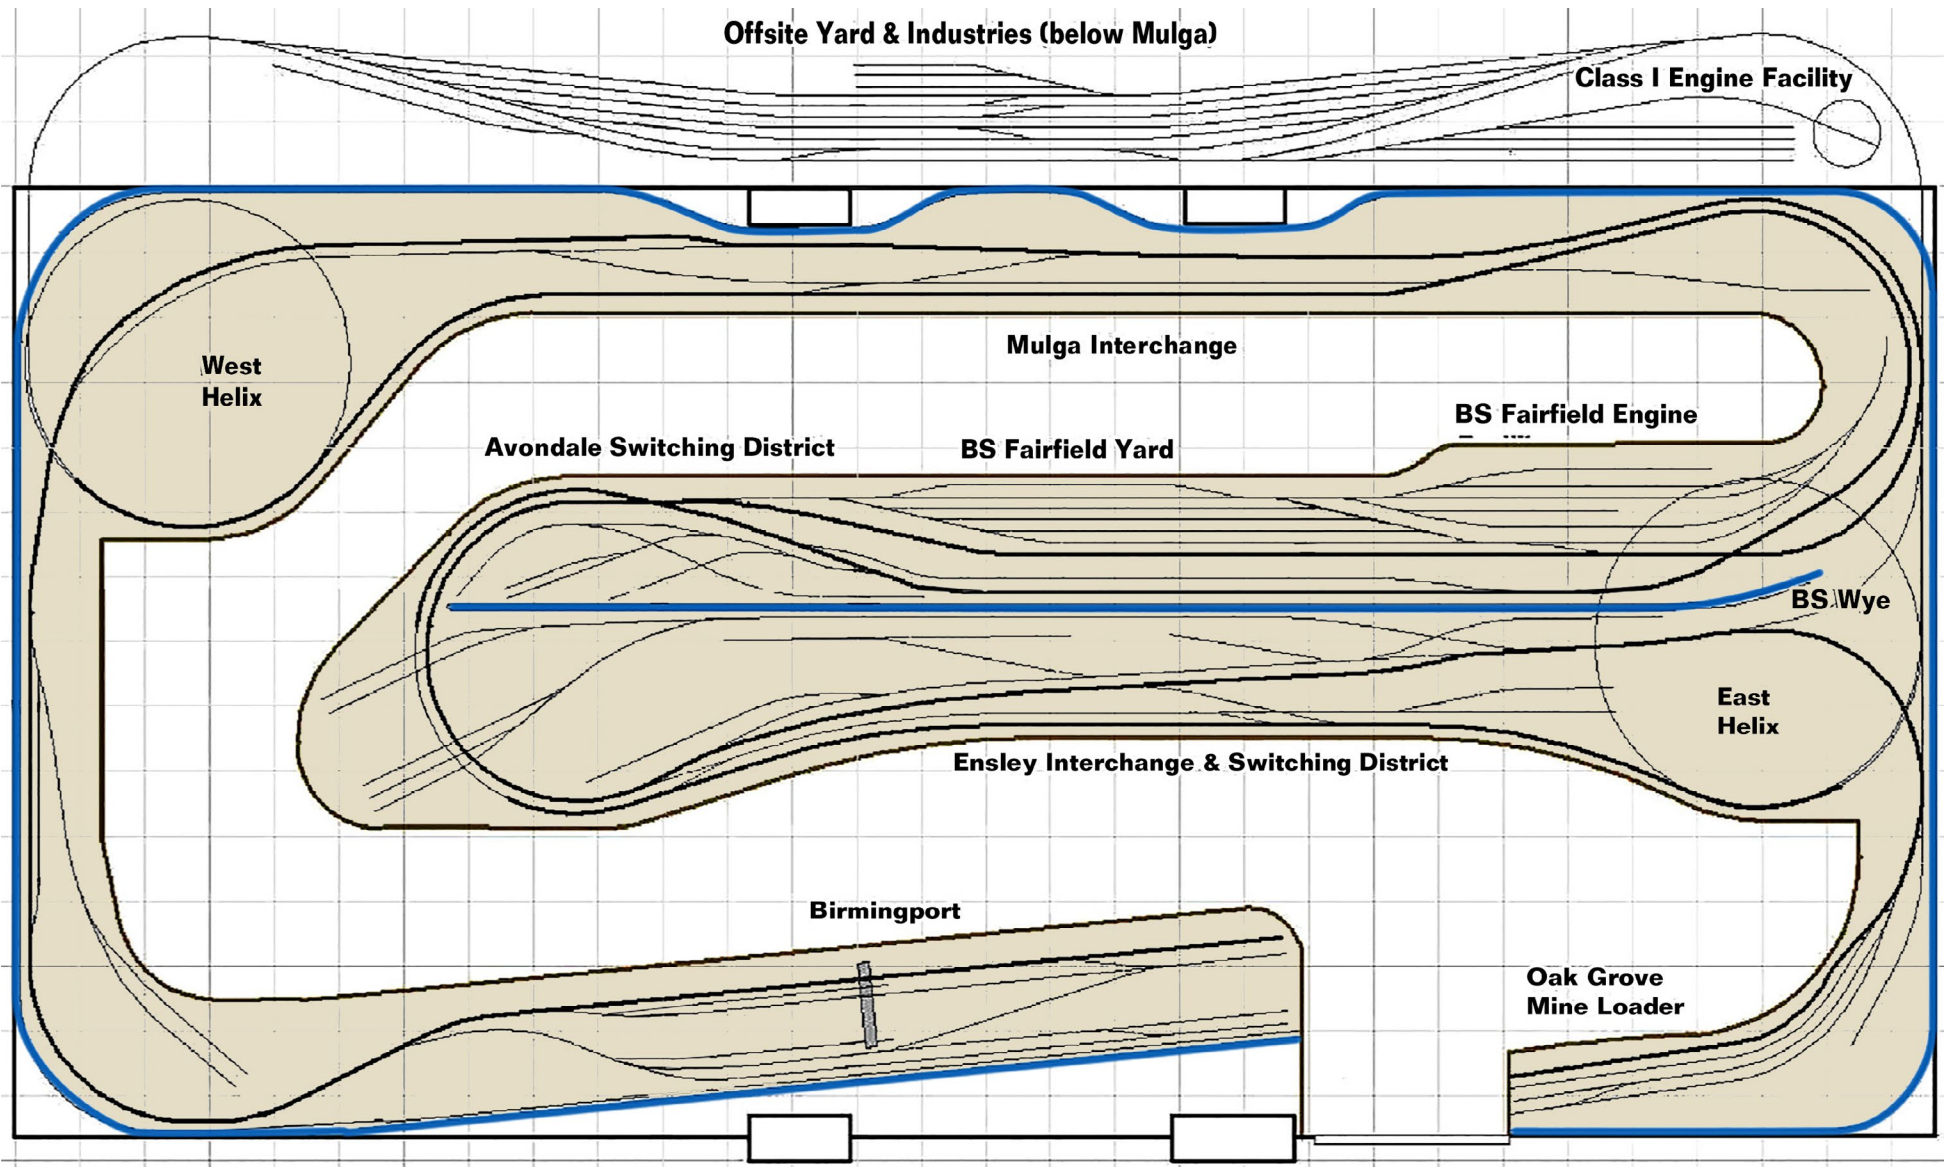 Offsite Yard & Industries (below Mulga)
Class I Engine Facility
West
Helix
Mulga Interchange
BS Fairfield Engine
Avondale Switching District
BS Fairfield Yard
BS Wye
East
Helix
Ensley Interchange & Switching District
Birmingport
Oak Grove
Mine Loader